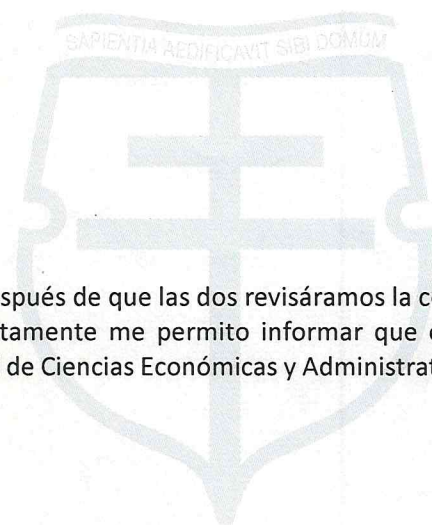 SAPIENTIA AEDIFICAVIT SIBI DOMUM
spués de que las dos revisáramos la c
tamente me permito informar que
de Ciencias Económicas y Administrat